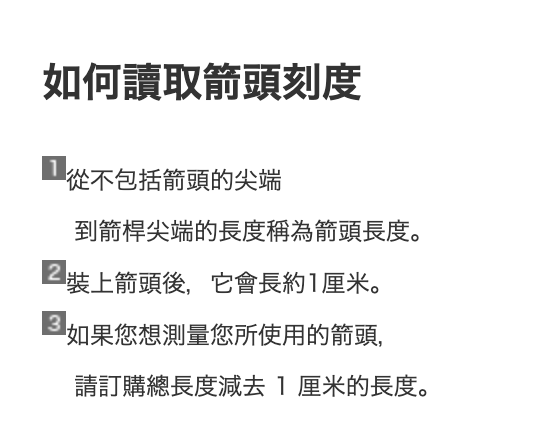 如何讀取箭頭刻度
1從不包括箭頭的尖端
到箭桿尖端的長度稱為箭頭長度。
2裝上箭頭後，它會長約1厘米。
3如果您想測量您所使用的箭頭，
請訂購總長度減去 1 厘米的長度。